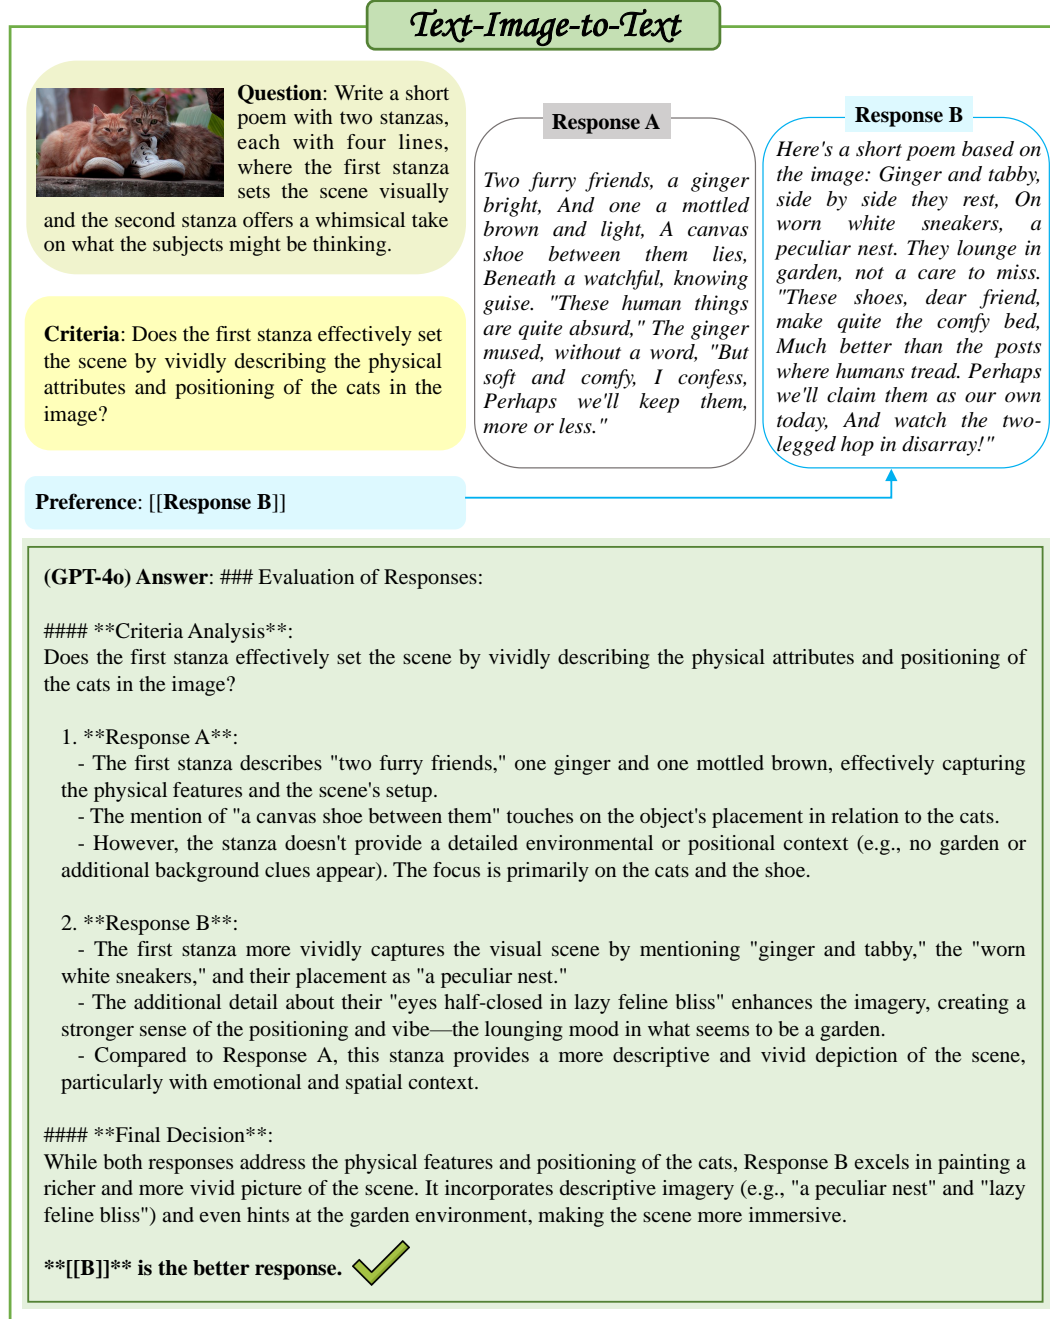 Text-Image-to-Text
Question: Write a short
poem with two stanzas,
each with four lines,
where the first stanza
sets the scene visually
and the second stanza offers a whimsical take
on what the subjects might be thinking.
Criteria: Does the first stanza effectively set
the scene by vividly describing the physical
attributes and positioning of the cats in the
image?
Preference: [[Response B]]
Response A
Two furry friends, a ginger
bright, And one a mottled
brown and light, A canvas
shoe between them lies,
Beneath a watchful, knowing
guise. "These human things
are quite absurd," The ginger
mused, without a word, "But
soft and comfy, I confess,
Perhaps we'll keep them,
more or less."
Response B
Here's a short poem based on
the image: Ginger and tabby,
side by side they rest, On
worn white sneakers, a
peculiar nest. They lounge in
garden, not a care to miss.
"These shoes, dear friend,
make quite the comfy bed,
Much better than the posts
where humans tread. Perhaps
we'll claim them as our own
today, And watch the two-
legged hop in disarray!"
(GPT-4o) Answer: ### Evaluation of Responses:
#### **Criteria Analysis**:
Does the first stanza effectively set the scene by vividly describing the physical attributes and positioning of
the cats in the image?
1. **Response A**:
- The first stanza describes "two furry friends," one ginger and one mottled brown, effectively capturing
the physical features and the scene's setup.
- The mention of "a canvas shoe between them" touches on the object's placement in relation to the cats.
- However, the stanza doesn't provide a detailed environmental or positional context (e.g., no garden or
additional background clues appear). The focus is primarily on the cats and the shoe.
2. **Response B**:
- The first stanza more vividly captures the visual scene by mentioning "ginger and tabby," the "worn
white sneakers," and their placement as "a peculiar nest."
- The additional detail about their "eyes half-closed in lazy feline bliss" enhances the imagery, creating a
stronger sense of the positioning and vibe—the lounging mood in what seems to be a garden.
- Compared to Response A, this stanza provides a more descriptive and vivid depiction of the scene,
particularly with emotional and spatial context.
#### **Final Decision**:
While both responses address the physical features and positioning of the cats, Response B excels in painting a
richer and more vivid picture of the scene. It incorporates descriptive imagery (e.g., "a peculiar nest" and "lazy
feline bliss") and even hints at the garden environment, making the scene more immersive.
**[[B]]** is the better response.